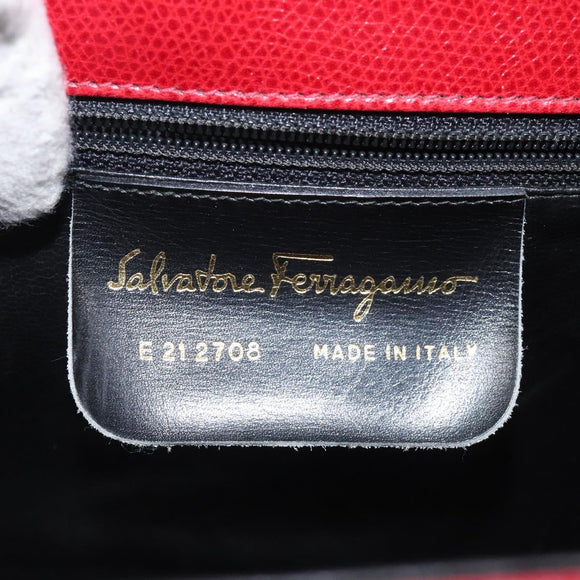 Salvatore Ferragamo
E 21 2708 MADE IN ITALY